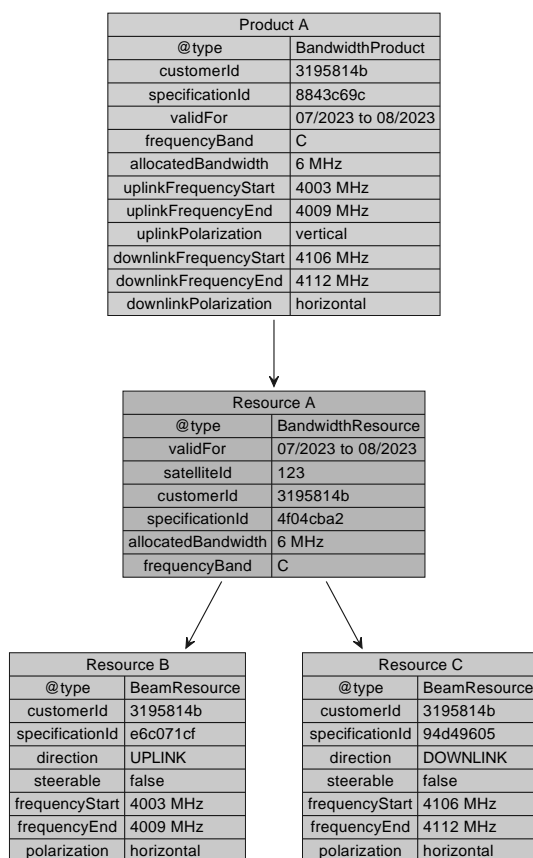 Product A
@type BandwidthProduct
customerId 3195814b
specificationId 8843c69c
validFor 07/2023 to 08/2023
frequencyBand C
allocatedBandwidth 6 MHz
uplinkFrequencyStart 4003 MHz
uplinkFrequencyEnd 4009 MHz
uplinkPolarization vertical
downlinkFrequencyStart 4106 MHz
downlinkFrequencyEnd 4112 MHz
downlinkPolarization horizontal
Resource A
@type BandwidthResource
validFor 07/2023 to 08/2023
satelliteId 123
customerId 3195814b
specificationId 4f04cba2
allocatedBandwidth 6 MHz
frequencyBand C
Resource B
@type BeamResource
customerId 3195814b
specificationId e6c071cf
direction UPLINK
steerable false
frequencyStart 4003 MHz
frequencyEnd 4009 MHz
polarization horizontal
Resource C
@type BeamResource
customerId 3195814b
specificationId 94d49605
direction DOWNLINK
steerable false
frequencyStart 4106 MHz
frequencyEnd 4112 MHz
polarization horizontal